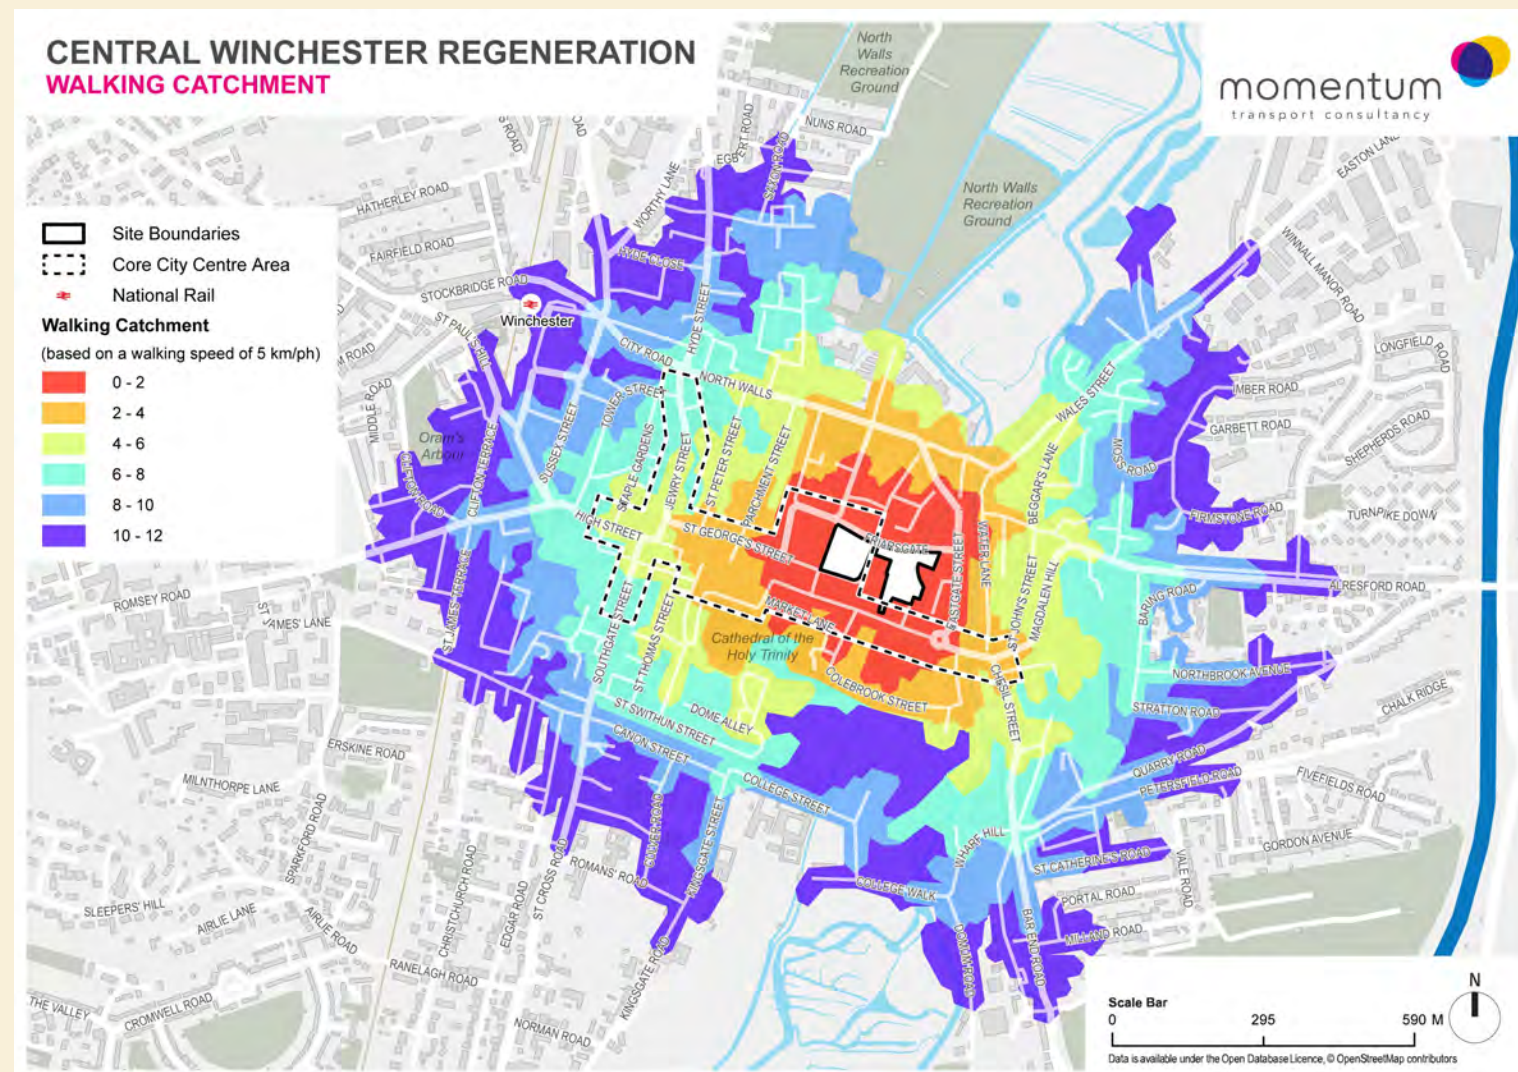 CENTRAL WINCHESTER REGENERATION
WALKING CATCHMENT
momentum
transport consultancy
Site Boundaries
Core City Centre Area
National Rail
Walking Catchment
(based on a walking speed of 5 km/ph)
0 - 2
2 - 4
4 - 6
6 - 8
8 - 10
10 - 12
North
Walls
Recreation
Ground
NUNS ROAD
SAXON ROAD
WORTHY LANE
HATHERLEY ROAD
FAIRFIELD ROAD
STOCKBRIDGE ROAD
HYDE CLOSE
HYDE STREET
North Walls
Recreation
Ground
EASTON LANE
WINNALL MANOR ROAD
Winchester
ST PAUL'S HILL
CITY ROAD
NORTH WALLS
TOWER STREET
SUSSEX STREET
MIDDLE ROAD
Oram's
Arbour
CLIFTON TERRACE
CLIFTON ROAD
STAPLE GARDENS
JEWRY STREET
ST PETER STREET
PARCHMENT STREET
HIGH STREET
ST GEORGE'S STREET
FRIARSGATE
EASTGATE STREET
WATER LANE
BEGGAR'S LANE
WALES STREET
MOSS ROAD
LONGFIELD ROAD
IMBER ROAD
GARBETT ROAD
SHEPHERDS ROAD
FIRMSTONE ROAD
TURNPIKE DOWN
ALRESFORD ROAD
BARING ROAD
MAGDALEN HILL
ST JOHN'S STREET
MARKET LANE
Cathedral of the
Holy Trinity
COLEBROOK STREET
CHESIL STREET
ROMSEY ROAD
ST JAMES' LANE
ST JAMES TERRACE
SOUTHGATE STREET
ST THOMAS STREET
ST SWITHUN STREET
DOME ALLEY
CANON STREET
COLLEGE STREET
NORTHBROOK AVENUE
STRATTON ROAD
CHALK RIDGE
QUARRY ROAD
PETERSFIELD ROAD
FIVEFIELDS ROAD
GORDON AVENUE
WHARF HILL
ST CATHERINE'S ROAD
VALE ROAD
PORTAL ROAD
MILLAND ROAD
BAR END ROAD
DOMUM ROAD
COLLEGE WALK
ERSKINE ROAD
MILNTHORPE LANE
SPARKFORD ROAD
SLEEPERS' HILL
AIRLIE LANE
AIRLIE ROAD
CHRISTCHURCH ROAD
EDGAR ROAD
ST CROSS ROAD
ROMANS' ROAD
CULVER ROAD
KINGSGATE STREET
KINGSGATE ROAD
RANELAGH ROAD
NORMAN ROAD
THE VALLEY
CROMWELL ROAD
N
Scale Bar
0 295 590 M
Data is available under the Open Database Licence, © OpenStreetMap contributors